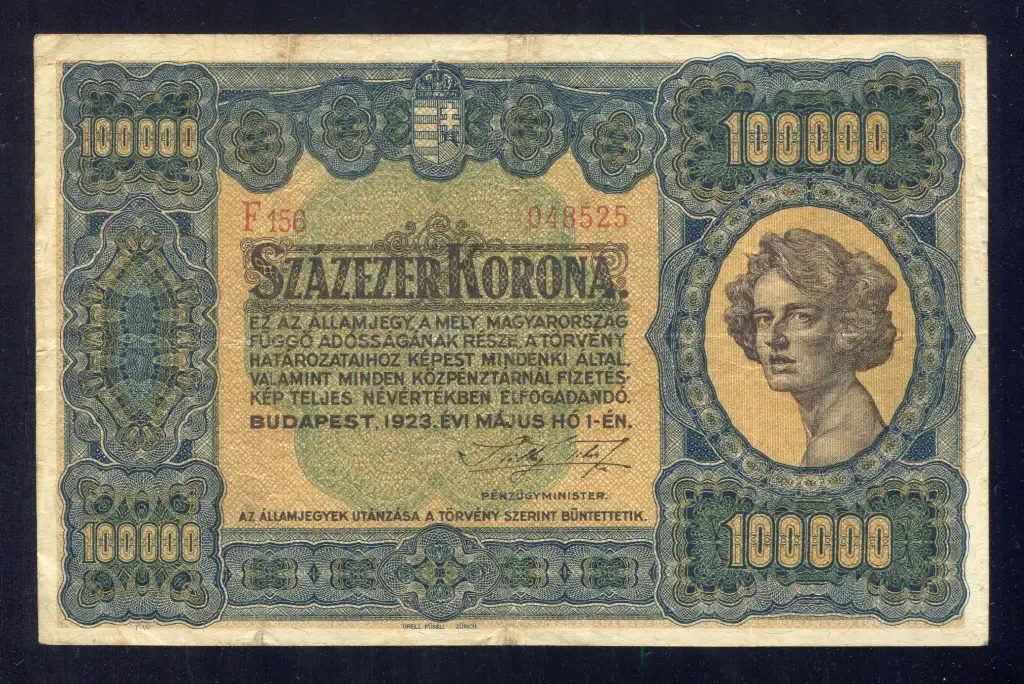 100000
100000
F 156
048525
SZÁZEZER KORONA.
EZ AZ ÁLLAMJEGY, A MELY MAGYARORSZÁG
FÜGGŐ ADÓSSÁGÁNAK RÉSZE, A TÖRVÉNY
HATÁROZATAIHOZ KÉPEST MINDENKI ÁLTAL,
VALAMINT MINDEN KÖZPÉNZTÁRNÁL FIZETÉS-
KÉP TELJES NÉVÉRTÉKBEN ELFOGADANDÓ.
BUDAPEST, 1923. ÉVI MÁJUS HÓ 1-ÉN.
PÉNZÜGYMINISTER.
AZ ÁLLAMJEGYEK UTÁNZÁSA A TÖRVÉNY SZERINT BÜNTETTETIK.
100000
100000
ORELL FÜSSLI ZÜRICH.